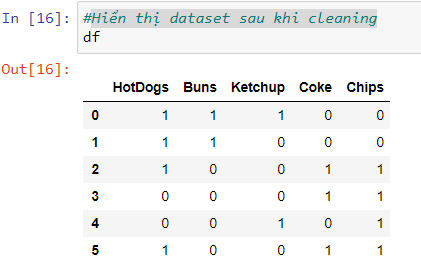 In [16]: #Hiển thị dataset sau khi cleaning
df
Out[16]:
HotDogs Buns Ketchup Coke Chips
0 1 1 1 0 0
1 1 1 0 0 0
2 1 0 0 1 1
3 0 0 0 1 1
4 0 0 1 0 1
5 1 0 0 1 1